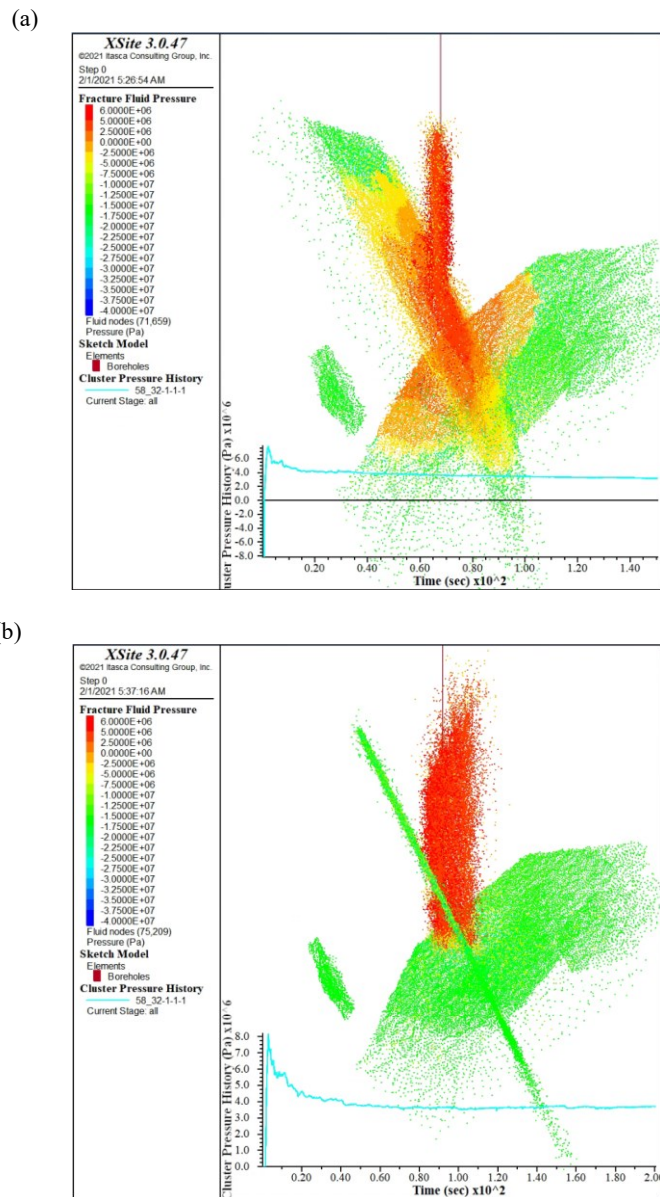 (a)
XSite 3.0.47
©2021 Itasca Consulting Group, Inc.
Step 0
2/1/2021 5:26:54 AM
Fracture Fluid Pressure
6.0000E+06
5.0000E+06
2.5000E+06
0.0000E+00
-2.5000E+06
-5.0000E+06
-7.5000E+06
-1.0000E+07
-1.2500E+07
-1.5000E+07
-1.7500E+07
-2.0000E+07
-2.2500E+07
-2.5000E+07
-2.7500E+07
-3.0000E+07
-3.2500E+07
-3.5000E+07
-3.7500E+07
-4.0000E+07
Fluid nodes (71,659)
Pressure (Pa)
Sketch Model
Elements
Boreholes
Cluster Pressure History
58_32-1-1-1
Current Stage: all
luster Pressure History (Pa) x10^6
6.0
4.0
2.0
0.0
-2.0
-4.0
-6.0
-8.0
0.20 0.40 0.60 0.80 1.00 1.20 1.40
Time (sec) x10^2
b)
XSite 3.0.47
©2021 Itasca Consulting Group, Inc.
Step 0
2/1/2021 5:37:16 AM
Fracture Fluid Pressure
6.0000E+06
5.0000E+06
2.5000E+06
0.0000E+00
-2.5000E+06
-5.0000E+06
-7.5000E+06
-1.0000E+07
-1.2500E+07
-1.5000E+07
-1.7500E+07
-2.0000E+07
-2.2500E+07
-2.5000E+07
-2.7500E+07
-3.0000E+07
-3.2500E+07
-3.5000E+07
-3.7500E+07
-4.0000E+07
Fluid nodes (75,209)
Pressure (Pa)
Sketch Model
Elements
Boreholes
Cluster Pressure History
58_32-1-1-1
Current Stage: all
Cluster Pressure History (Pa) x10^6
8.0
7.0
6.0
5.0
4.0
3.0
2.0
1.0
0.0
0.20 0.40 0.60 0.80 1.00 1.20 1.40 1.60 1.80 2.00
Time (sec) x10^2